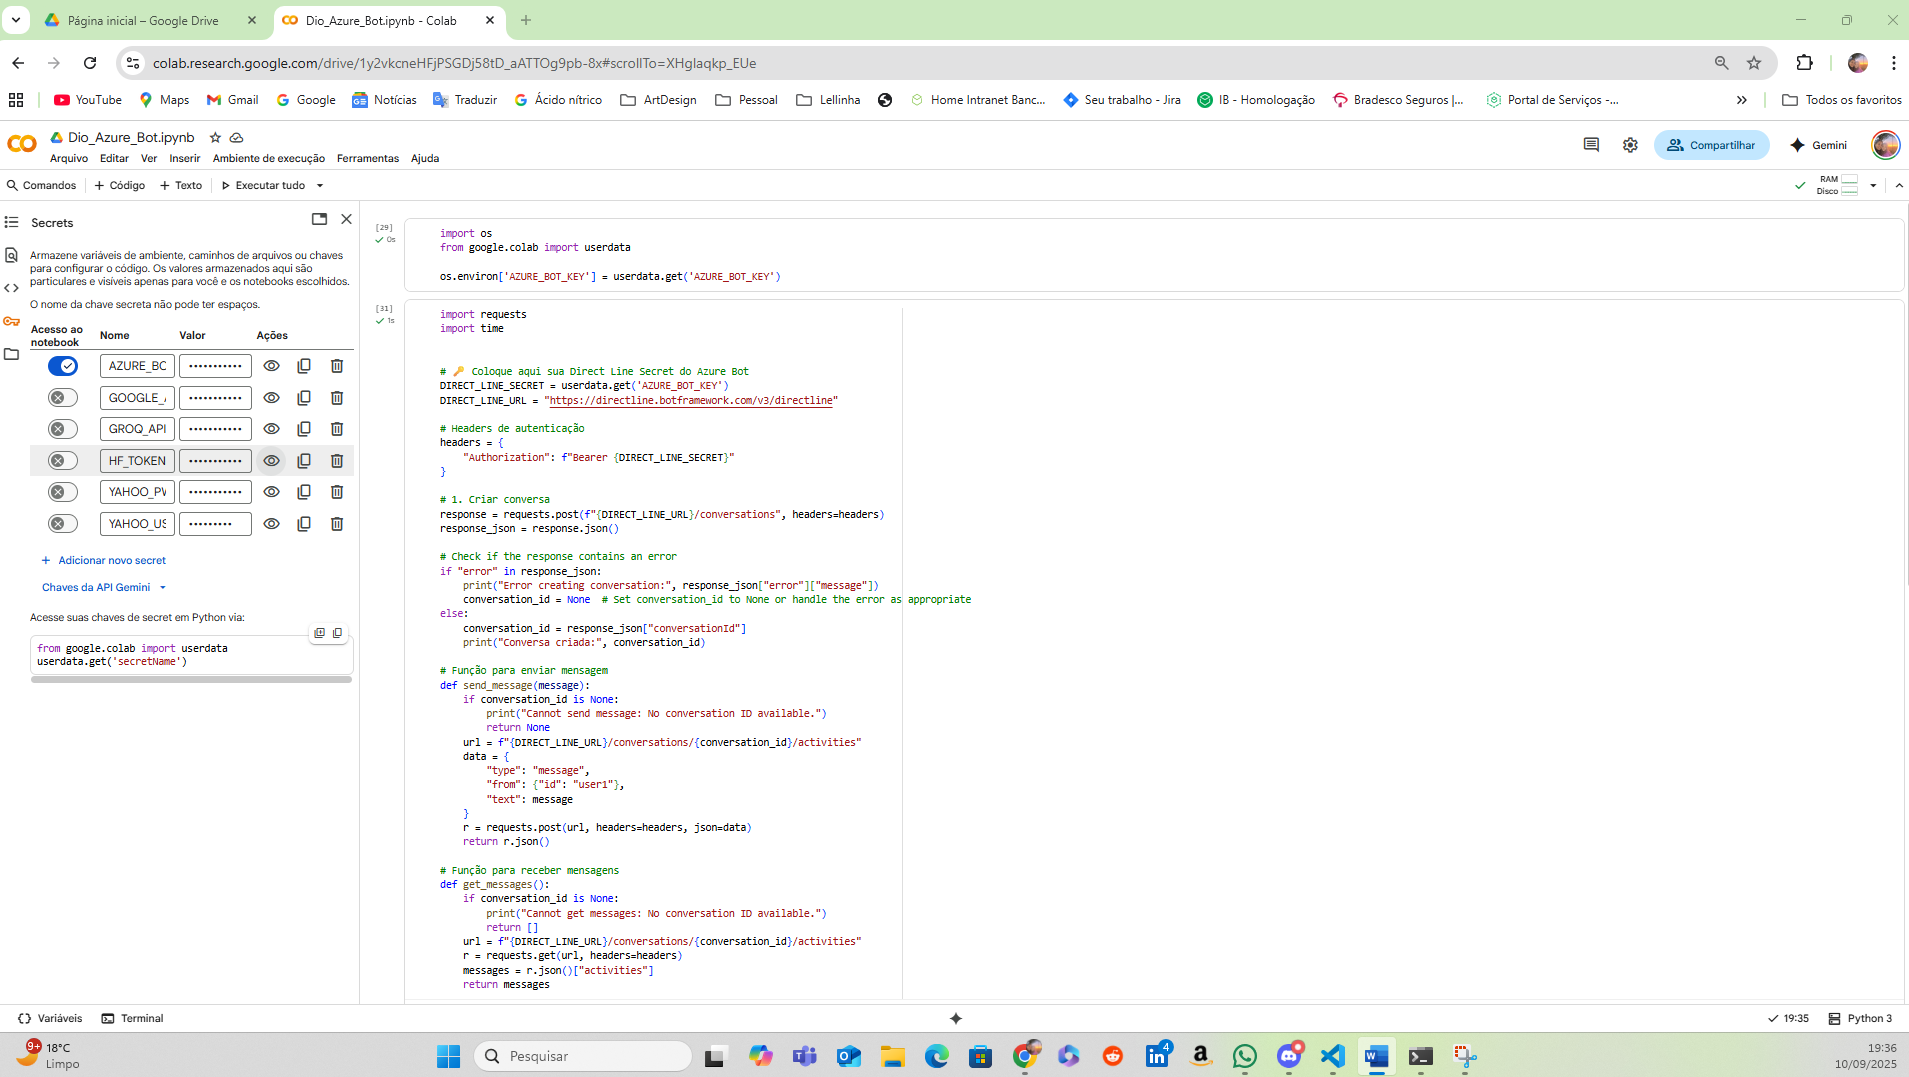 Página inicial – Google Drive
Dio_Azure_Bot.ipynb - Colab
colab.research.google.com/drive/1y2vkcneHFjPSGDj58tD_aATTOg9pb-8x#scrollTo=XHglaqkp_EUe
YouTube
Maps
Gmail
Google
Notícias
Traduzir
Ácido nítrico
ArtDesign
Pessoal
Lellinha
Home Intranet Banc...
Seu trabalho - Jira
IB - Homologação
Bradesco Seguros |...
Portal de Serviços -...
Todos os favoritos
Dio_Azure_Bot.ipynb
Arquivo Editar Ver Inserir Ambiente de execução Ferramentas Ajuda
Compartilhar
Gemini
Comandos + Código + Texto Executar tudo
RAM
Disco
Secrets
Armazene variáveis de ambiente, caminhos de arquivos ou chaves
para configurar o código. Os valores armazenados aqui são
particulares e visíveis apenas para você e os notebooks escolhidos.
O nome da chave secreta não pode ter espaços.
Acesso ao
notebook
Nome Valor Ações
AZURE_BO ···········
GOOGLE_ ···········
GROQ_API ···········
HF_TOKEN ···········
YAHOO_PV ···········
YAHOO_US ·········
+ Adicionar novo secret
Chaves da API Gemini
Acesse suas chaves de secret em Python via:
from google.colab import userdata
userdata.get('secretName')
[29]
0s
import os
from google.colab import userdata
os.environ['AZURE_BOT_KEY'] = userdata.get('AZURE_BOT_KEY')
[31]
1s
import requests
import time
# 🔑 Coloque aqui sua Direct Line Secret do Azure Bot
DIRECT_LINE_SECRET = userdata.get('AZURE_BOT_KEY')
DIRECT_LINE_URL = "https://directline.botframework.com/v3/directline"
# Headers de autenticação
headers = {
    "Authorization": f"Bearer {DIRECT_LINE_SECRET}"
}
# 1. Criar conversa
response = requests.post(f"{DIRECT_LINE_URL}/conversations", headers=headers)
response_json = response.json()
# Check if the response contains an error
if "error" in response_json:
    print("Error creating conversation:", response_json["error"]["message"])
    conversation_id = None  # Set conversation_id to None or handle the error as appropriate
else:
    conversation_id = response_json["conversationId"]
    print("Conversa criada:", conversation_id)
# Função para enviar mensagem
def send_message(message):
    if conversation_id is None:
        print("Cannot send message: No conversation ID available.")
        return None
    url = f"{DIRECT_LINE_URL}/conversations/{conversation_id}/activities"
    data = {
        "type": "message",
        "from": {"id": "user1"},
        "text": message
    }
    r = requests.post(url, headers=headers, json=data)
    return r.json()
# Função para receber mensagens
def get_messages():
    if conversation_id is None:
        print("Cannot get messages: No conversation ID available.")
        return []
    url = f"{DIRECT_LINE_URL}/conversations/{conversation_id}/activities"
    r = requests.get(url, headers=headers)
    messages = r.json()["activities"]
    return messages
Variáveis
Terminal
19:35
Python 3
9+
18°C
Limpo
Pesquisar
4
19:36
10/09/2025